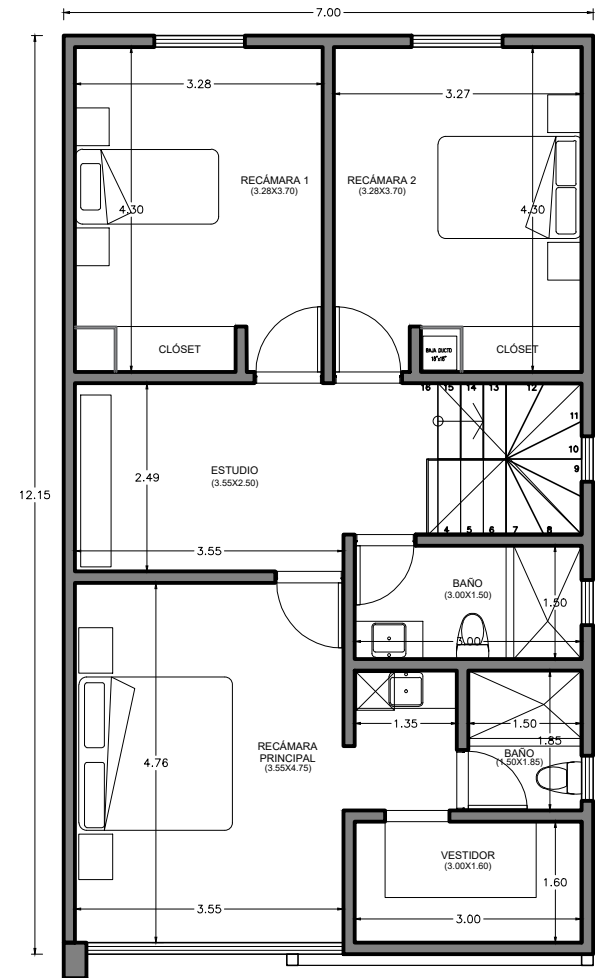 7.00
3.28
3.27
RECÁMARA 1
(3.28X3.70)
RECÁMARA 2
(3.28X3.70)
4.30
4.30
CLÓSET
BAJA DUCTO
18"x18"
CLÓSET
16 15 14 13 12
11
10
9
4 5 6 7 8
ESTUDIO
(3.55X2.50)
2.49
12.15
3.55
BAÑO
(3.00X1.50)
1.50
3.00
1.35
1.50
1.85
BAÑO
(1.50X1.85)
RECÁMARA
PRINCIPAL
(3.55X4.75)
4.76
VESTIDOR
(3.00X1.60)
1.60
3.55
3.00